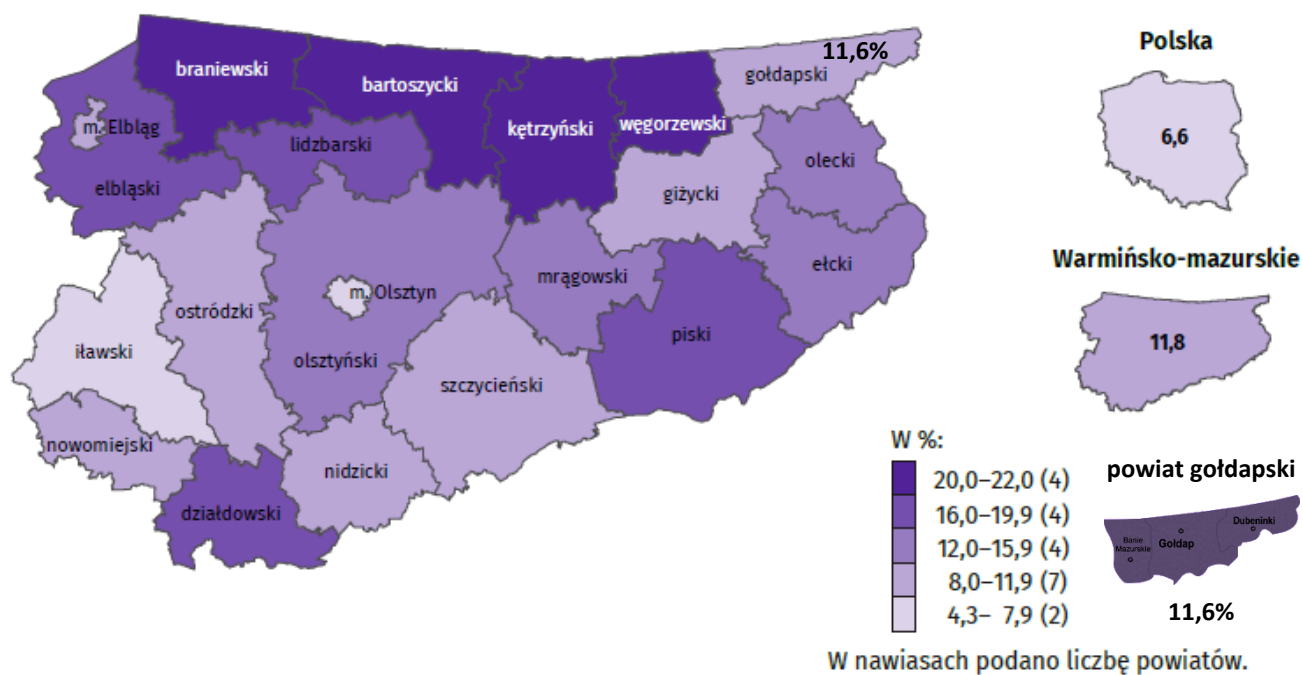 braniewski
bartoszycki
kętrzyński
węgorzewski
11,6%
gołdapski
m. Elbląg
elbląski
lidzbarski
olecki
giżycki
ełcki
mrągowski
m. Olsztyn
ostródzki
iławski
olsztyński
piski
szczycieński
nowomiejski
nidzicki
działdowski
Polska
6,6
Warmińsko-mazurskie
11,8
W %:
20,0–22,0 (4)
16,0–19,9 (4)
12,0–15,9 (4)
8,0–11,9 (7)
4,3– 7,9 (2)
powiat gołdapski
Banie
Mazurskie
Gołdap
Dubeninki
11,6%
W nawiasach podano liczbę powiatów.